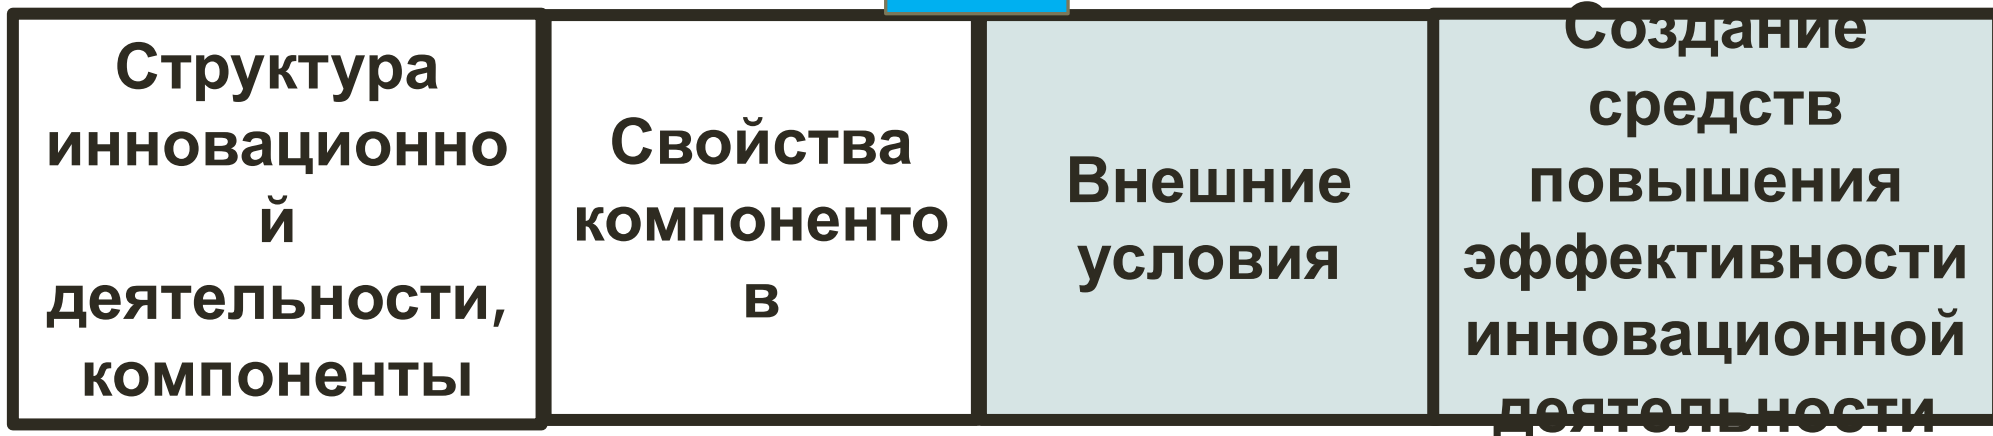 Структура
инновационно
й
деятельности,
компоненты
Свойства
компоненто
в
Внешние
условия
Создание
средств
повышения
эффективности
инновационной
деятельности